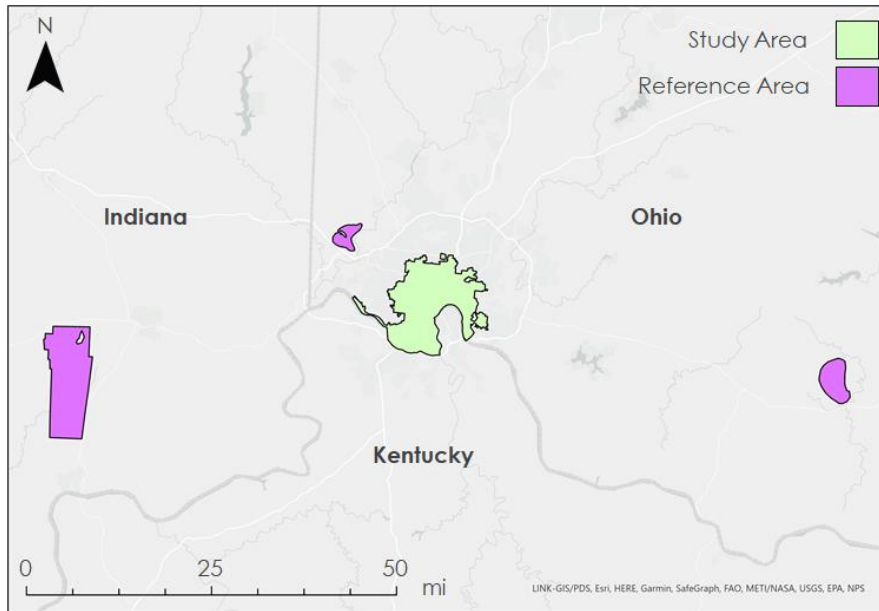 N
Study Area
Reference Area
Indiana
Ohio
Kentucky
0 25 50
mi
LINK-GIS/PDS, Esri, HERE, Garmin, SafeGraph, FAO, METI/NASA, USGS, EPA, NPS